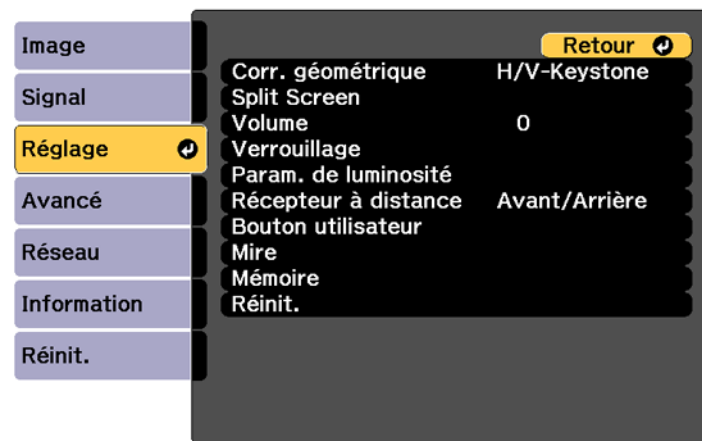 Image
Signal
Réglage
Avancé
Réseau
Information
Réinit.
Retour
Corr. géométrique H/V-Keystone
Split Screen
Volume 0
Verrouillage
Param. de luminosité
Récepteur à distance Avant/Arrière
Bouton utilisateur
Mire
Mémoire
Réinit.